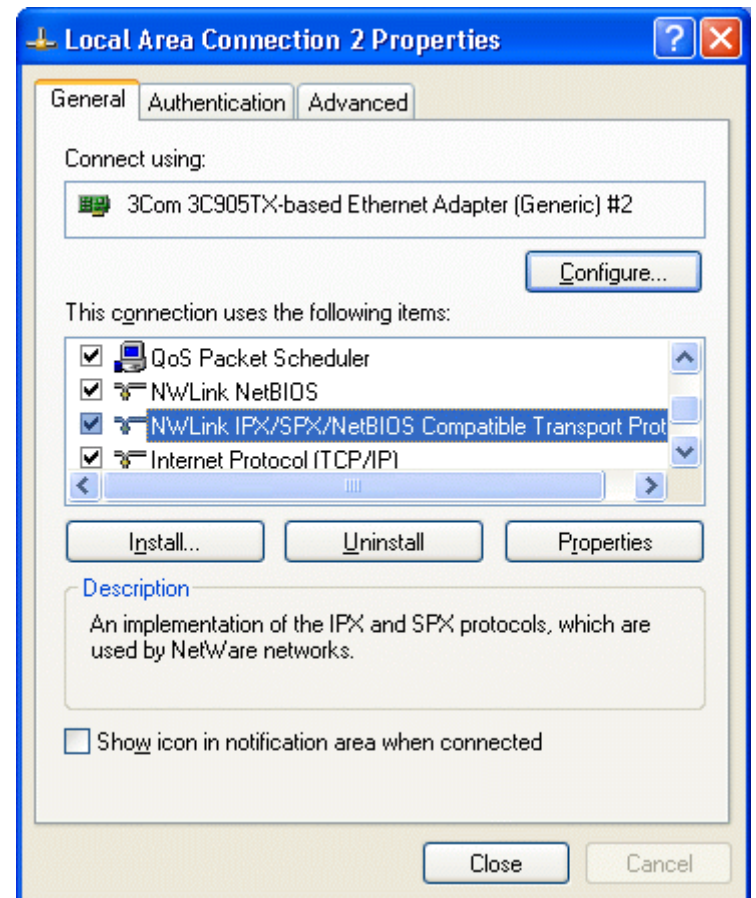 Local Area Connection 2 Properties
General Authentication Advanced
Connect using:
3Com 3C905TX-based Ethernet Adapter (Generic) #2
Configure...
This connection uses the following items:
QoS Packet Scheduler
NWLink NetBIOS
NWLink IPX/SPX/NetBIOS Compatible Transport Prot
Internet Protocol (TCP/IP)
Install... Uninstall Properties
Description
An implementation of the IPX and SPX protocols, which are
used by NetWare networks.
Show icon in notification area when connected
Close Cancel